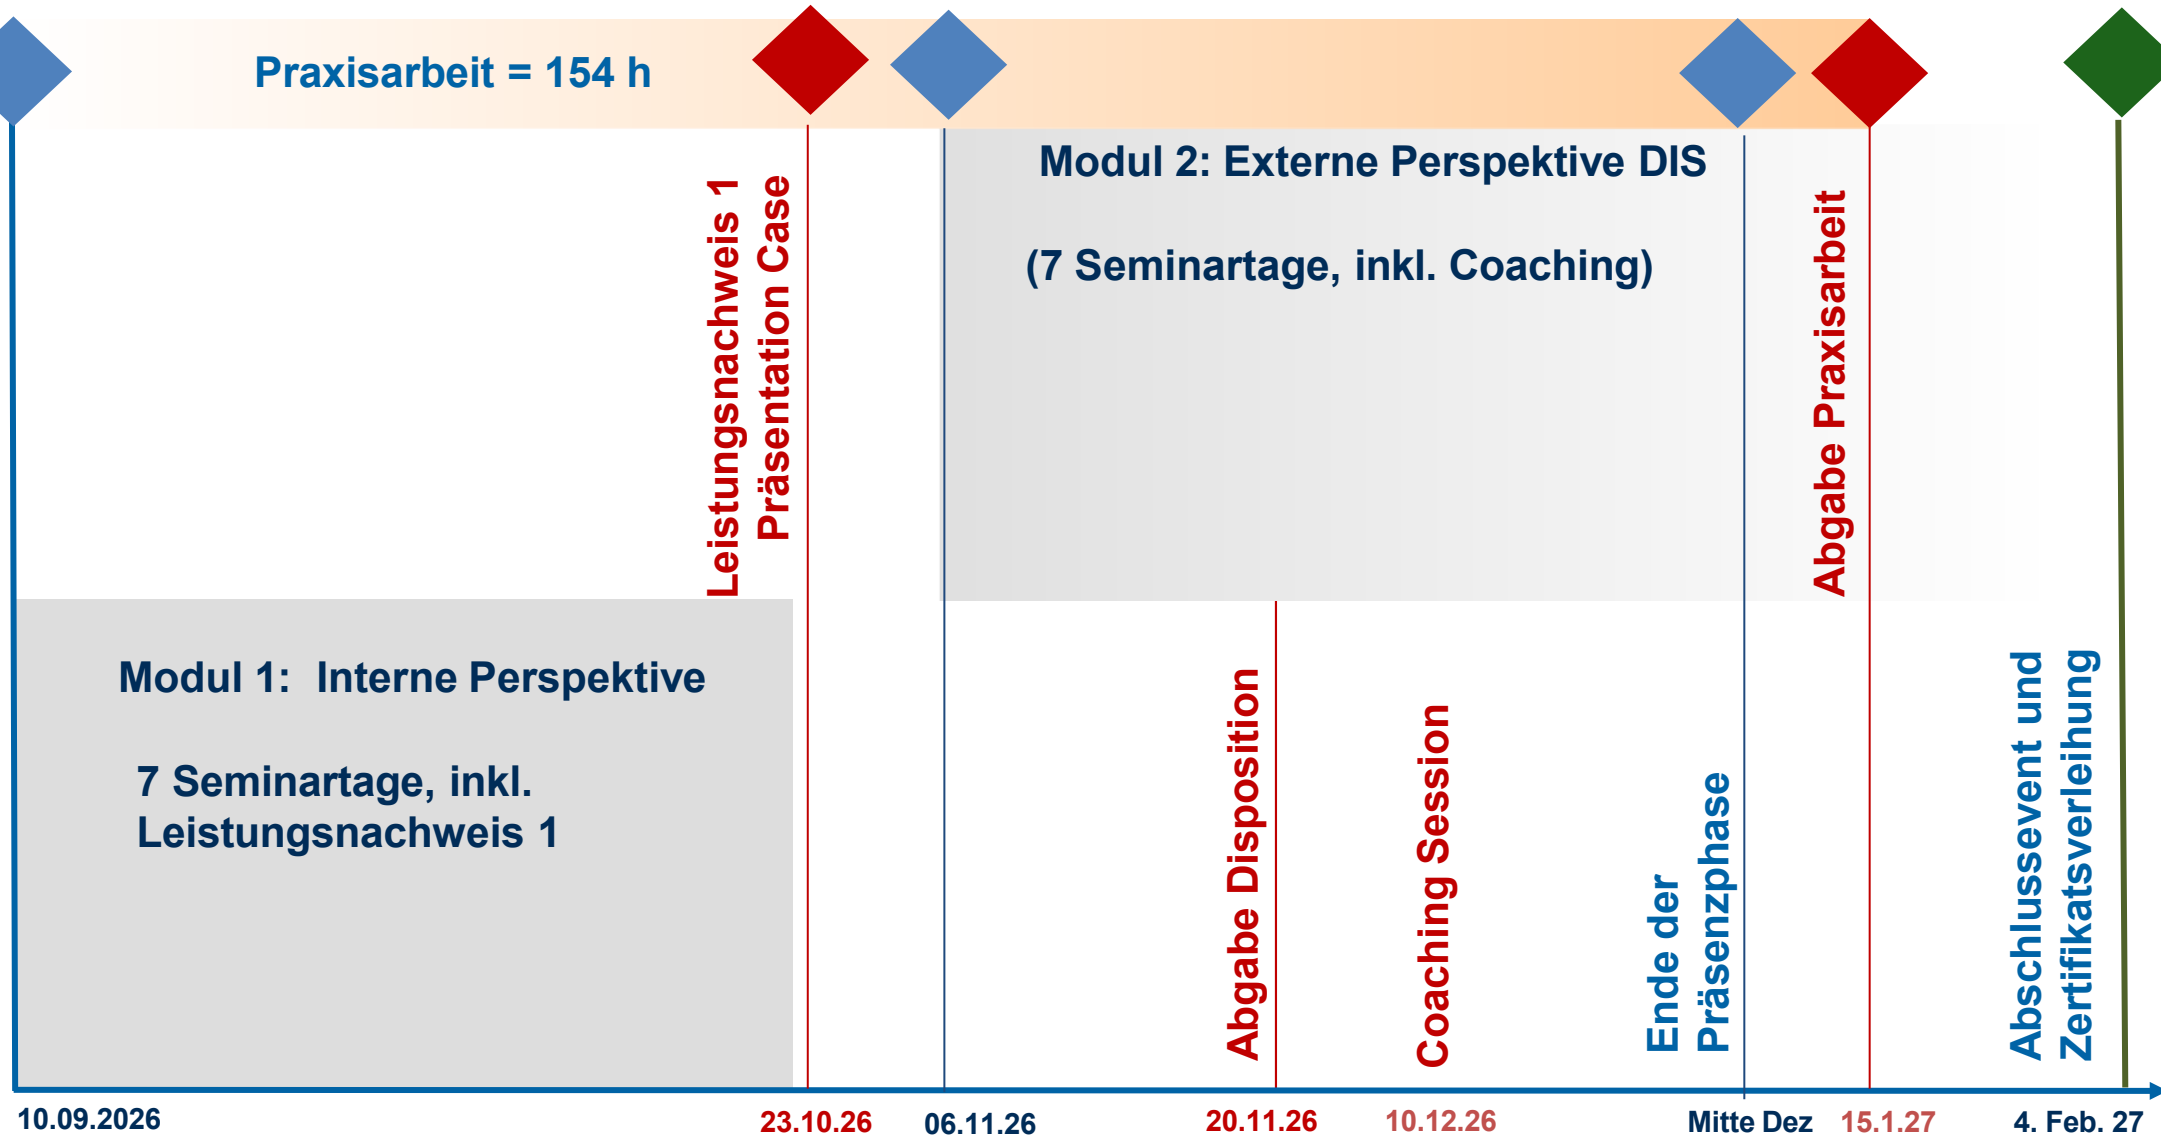 Praxisarbeit = 154 h
Modul 2: Externe Perspektive DIS
(7 Seminartage, inkl. Coaching)
Leistungsnachweis 1
Präsentation Case
Abgabe Praxisarbeit
Modul 1: Interne Perspektive
7 Seminartage, inkl.
Leistungsnachweis 1
Abgabe Disposition
Coaching Session
Ende der
Präsenzphase
Abschlussevent und
Zertifikatsverleihung
10.09.2026
23.10.26
06.11.26
20.11.26
10.12.26
Mitte Dez
15.1.27
4. Feb. 27